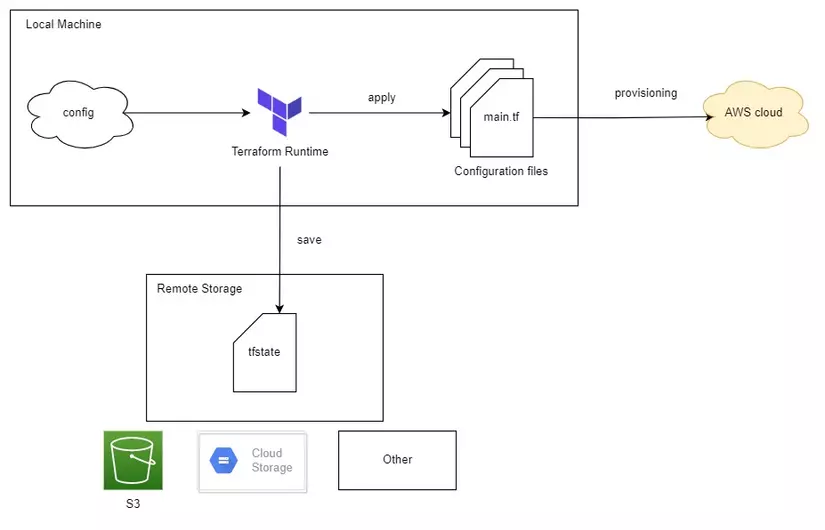 Local Machine
config
Terraform Runtime
apply
main.tf
Configuration files
provisioning
AWS cloud
save
Remote Storage
tfstate
S3
Cloud
Storage
Other